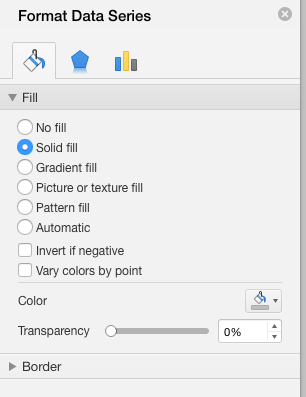 Format Data Series
Fill
No fill
Solid fill
Gradient fill
Picture or texture fill
Pattern fill
Automatic
Invert if negative
Vary colors by point
Color
Transparency 0%
Border